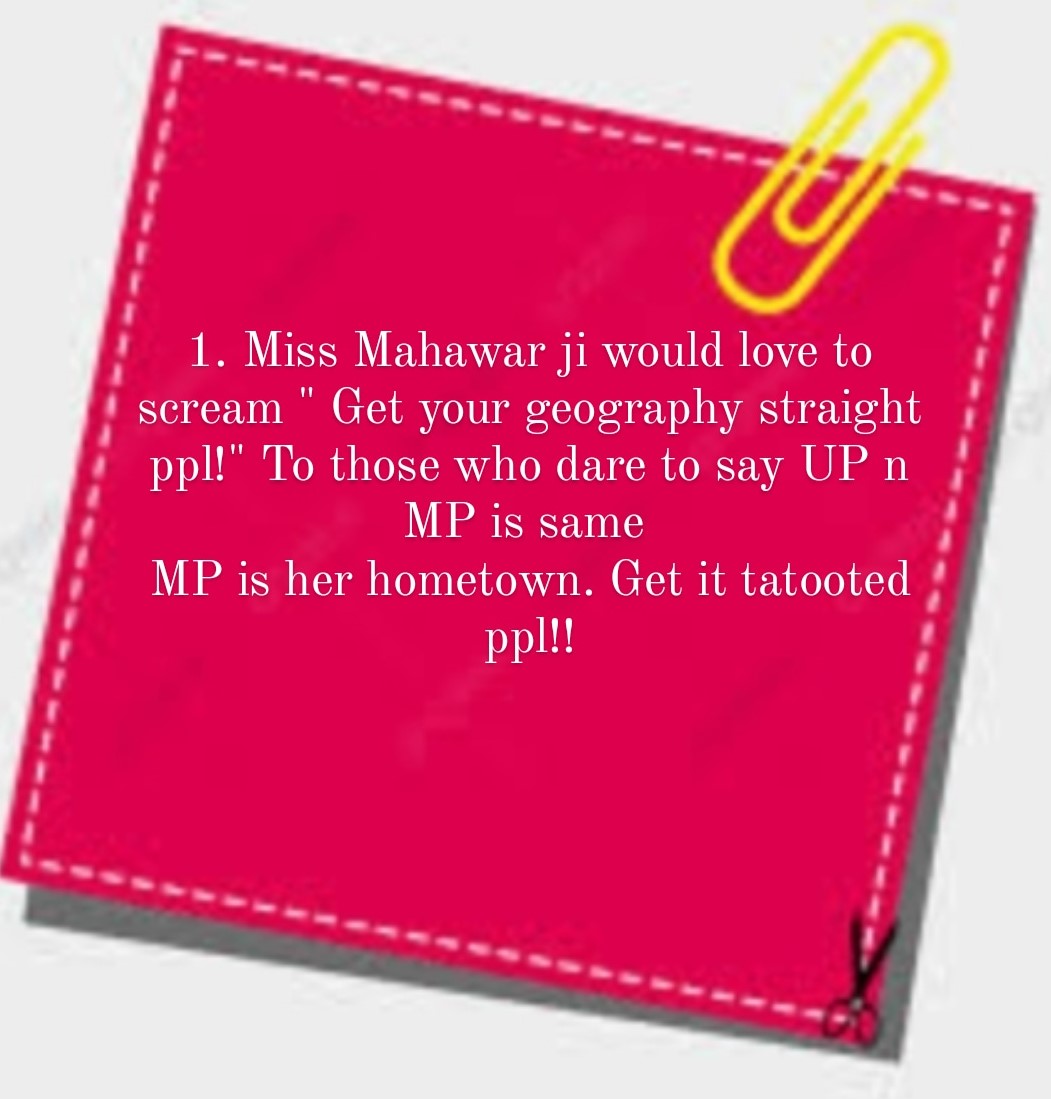 1. Miss Mahawar ji would love to
scream " Get your geography straight
ppl!" To those who dare to say UP n
MP is same
MP is her hometown. Get it tatooted
ppl!!